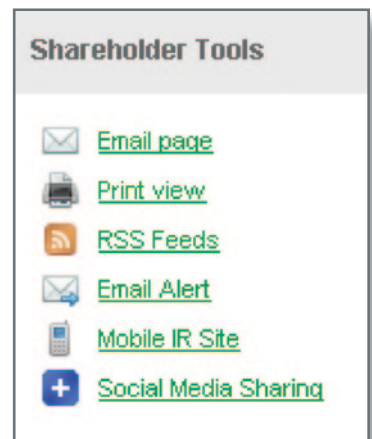 Shareholder Tools
Email page
Print view
RSS Feeds
Email Alert
Mobile IR Site
Social Media Sharing